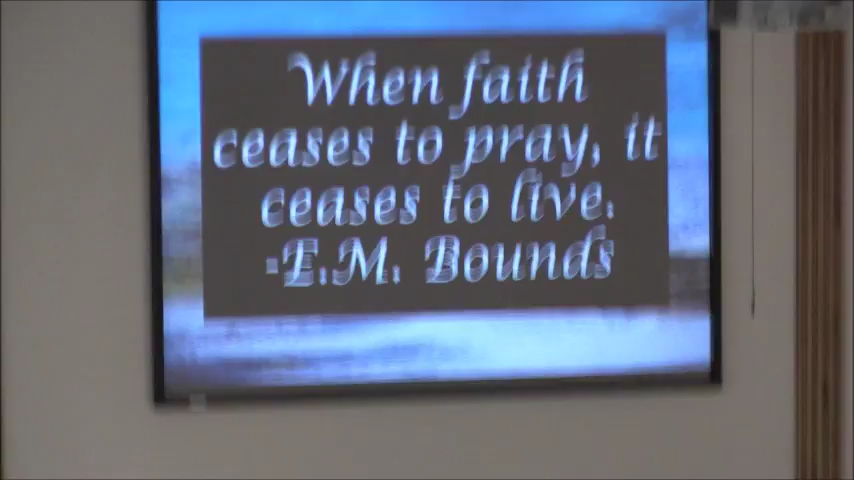 When faith
ceases to pray, it
ceases to live.
-E.M. Bounds